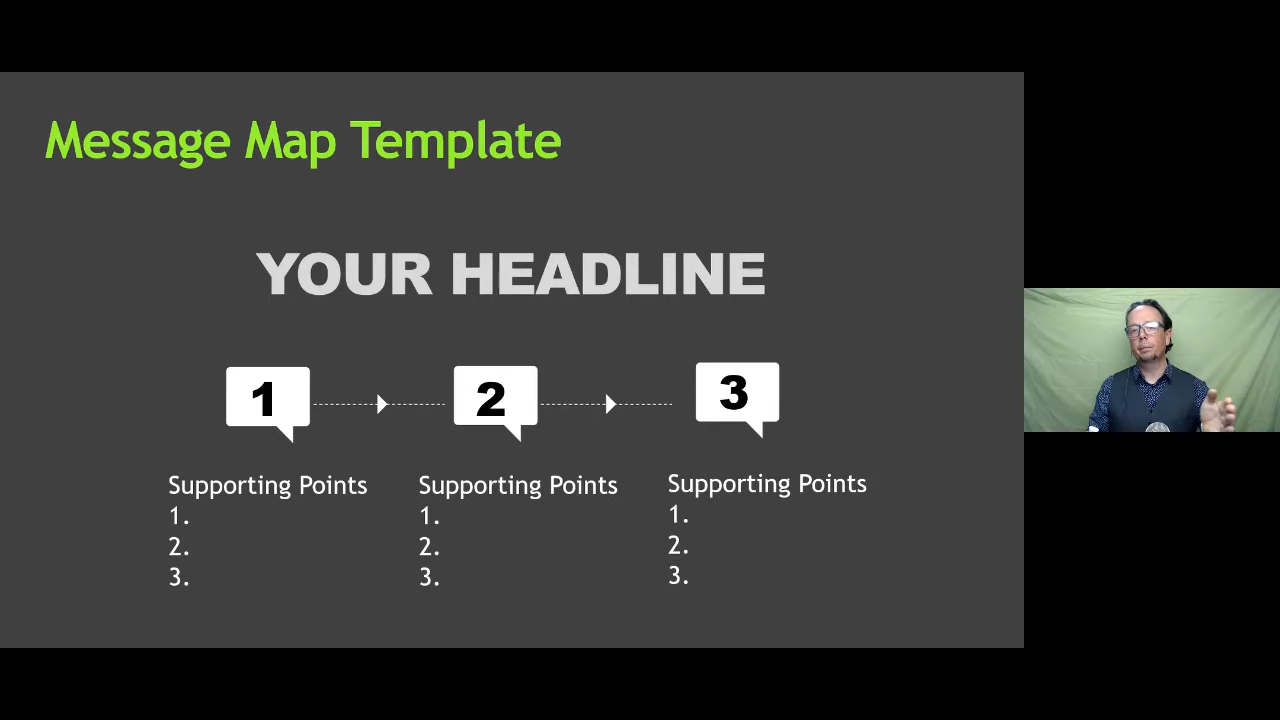 Message Map Template
YOUR HEADLINE
1
2
3
Supporting Points
1.
2.
3.
Supporting Points
1.
2.
3.
Supporting Points
1.
2.
3.